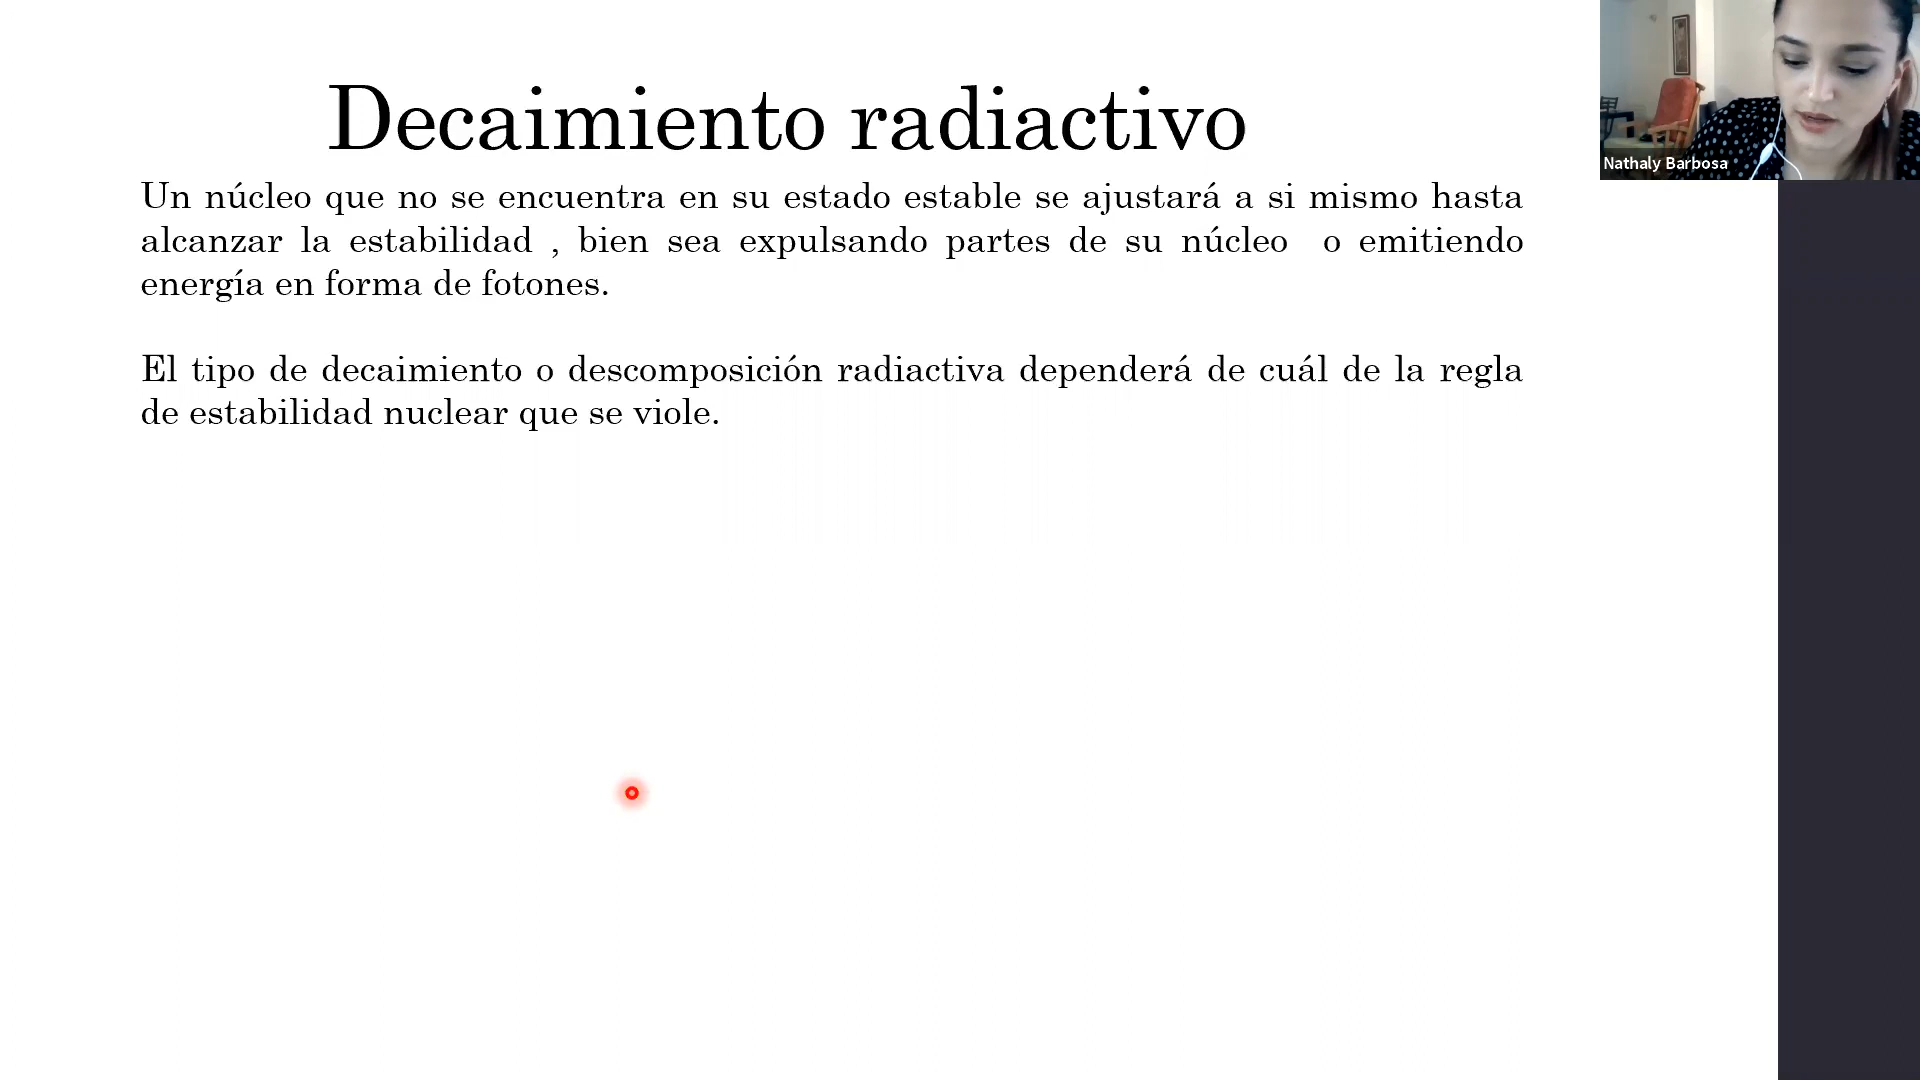 Decaimiento radiactivo
Nathaly Barbosa
Un núcleo que no se encuentra en su estado estable se ajustará a si mismo hasta
alcanzar la estabilidad , bien sea expulsando partes de su núcleo o emitiendo
energía en forma de fotones.
El tipo de decaimiento o descomposición radiactiva dependerá de cuál de la regla
de estabilidad nuclear que se viole.